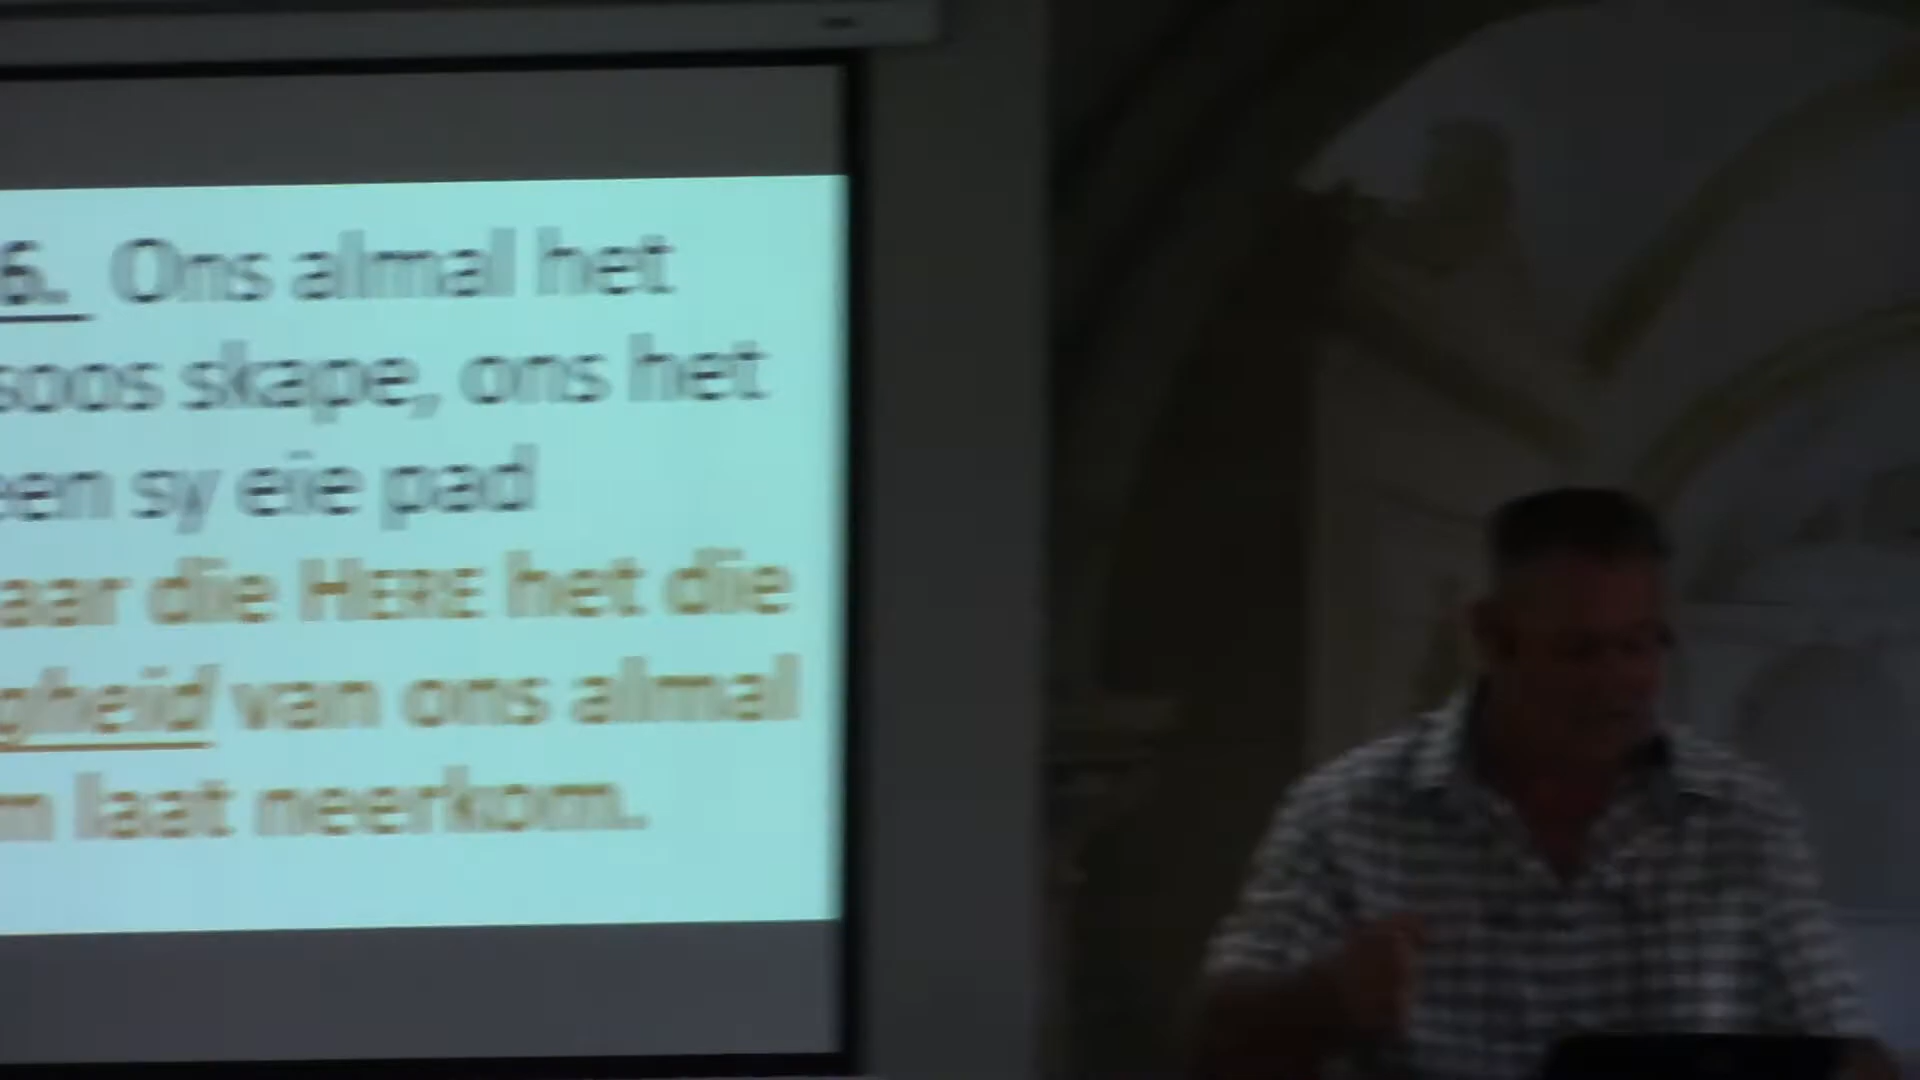 6. Ons almal het
soos skape, ons het
een sy eie pad
aar die HERE het die
gheid van ons almal
m laat neerkom.